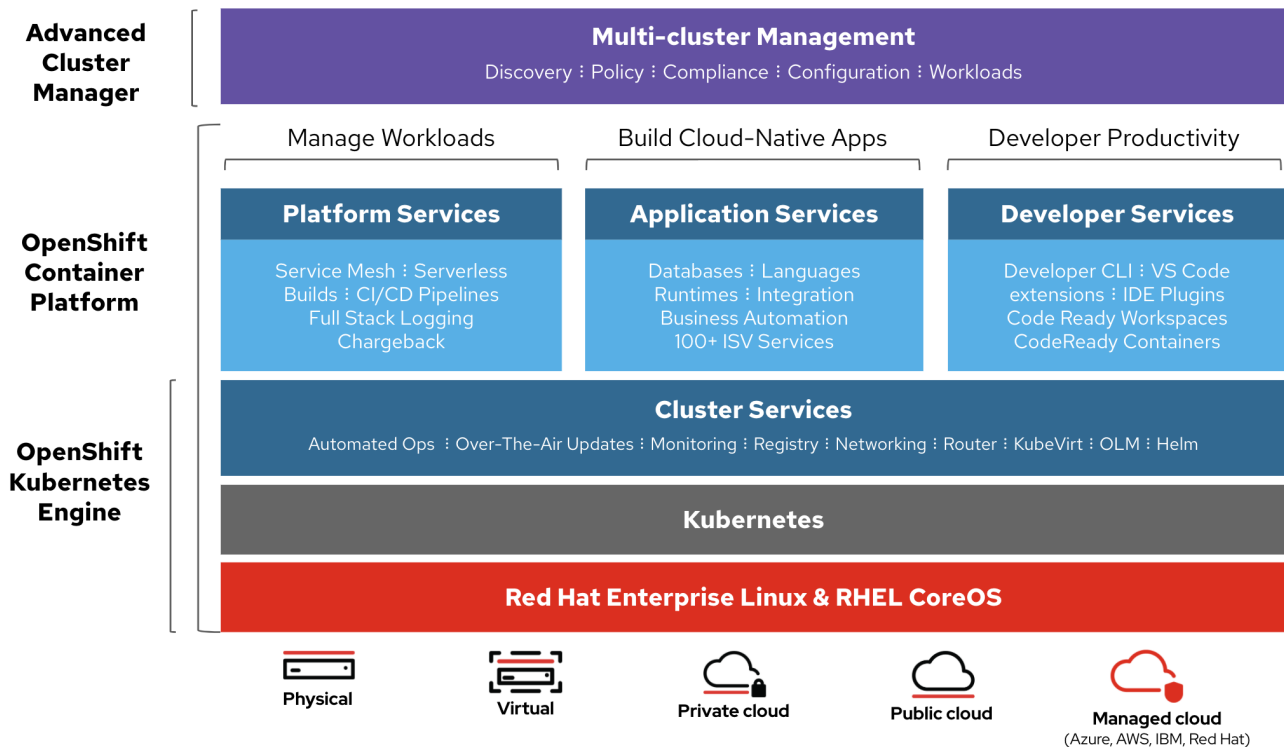 Advanced
Cluster
Manager
Multi-cluster Management
Discovery ⋮ Policy ⋮ Compliance ⋮ Configuration ⋮ Workloads
OpenShift
Container
Platform
Manage Workloads
Platform Services
Service Mesh ⋮ Serverless
Builds ⋮ CI/CD Pipelines
Full Stack Logging
Chargeback
Build Cloud-Native Apps
Application Services
Databases ⋮ Languages
Runtimes ⋮ Integration
Business Automation
100+ ISV Services
Developer Productivity
Developer Services
Developer CLI ⋮ VS Code
extensions ⋮ IDE Plugins
Code Ready Workspaces
CodeReady Containers
OpenShift
Kubernetes
Engine
Cluster Services
Automated Ops ⋮ Over-The-Air Updates ⋮ Monitoring ⋮ Registry ⋮ Networking ⋮ Router ⋮ KubeVirt ⋮ OLM ⋮ Helm
Kubernetes
Red Hat Enterprise Linux & RHEL CoreOS
Physical
Virtual
Private cloud
Public cloud
Managed cloud
(Azure, AWS, IBM, Red Hat)